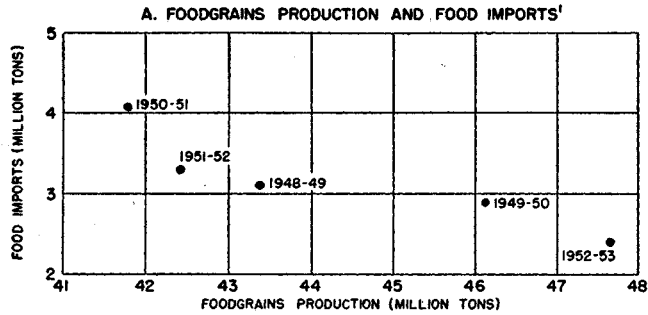 A. FOODGRAINS PRODUCTION AND FOOD IMPORTS†
FOOD IMPORTS (MILLION TONS)
5
4
3
2
1950-51
1951-52
1948-49
1949-50
1952-53
41 42 43 44 45 46 47 48
FOODGRAINS PRODUCTION (MILLION TONS)